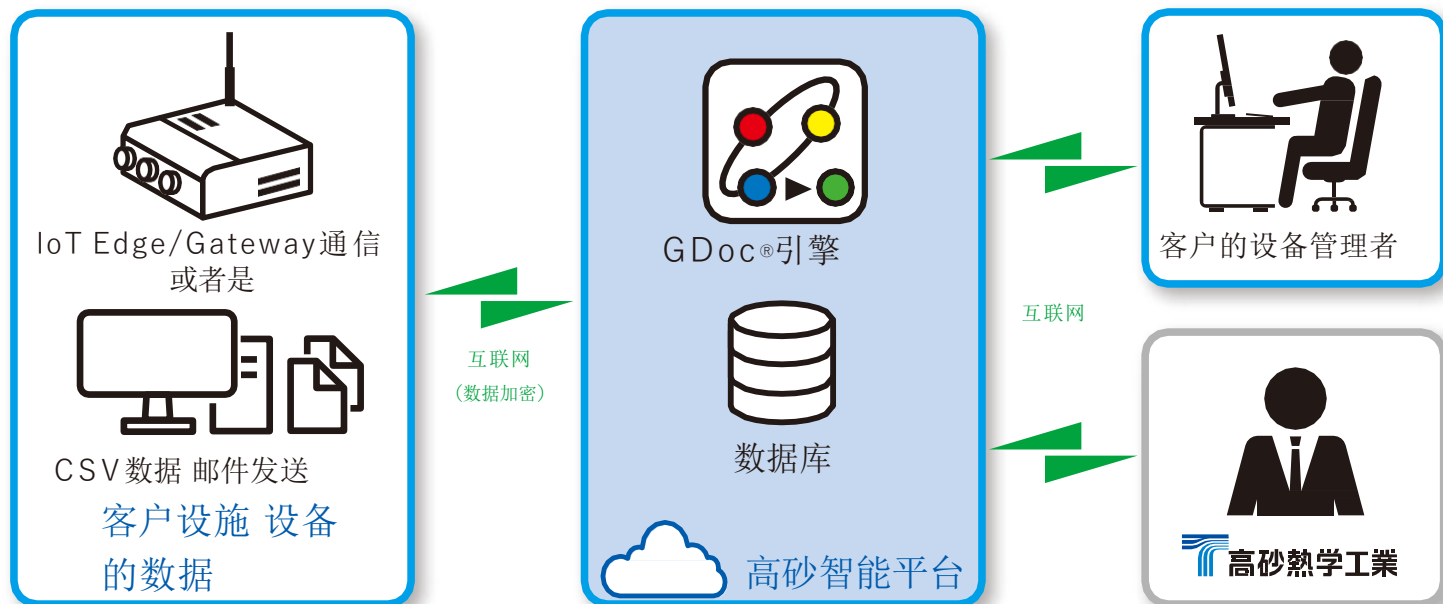 IoT Edge/Gateway通信
或者是
CSV数据 邮件发送
客户设施 设备
的数据
互联网
(数据加密)
GDoc®引擎
数据库
高砂智能平台
互联网
客户的设备管理者
高砂熱学工業